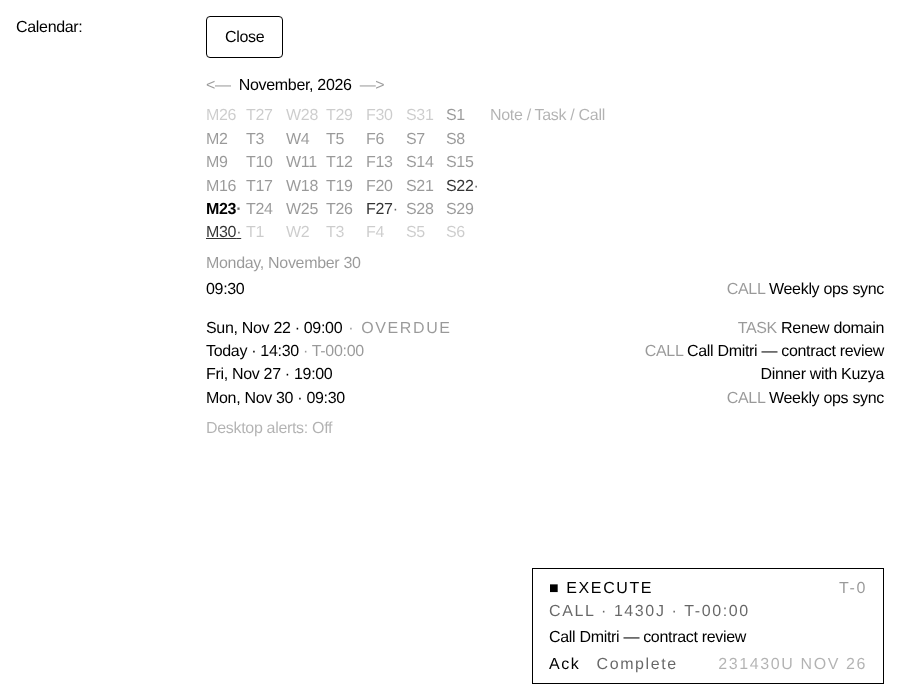 Calendar:
Close
<— November, 2026 —>
M26 T27 W28 T29 F30 S31 S1 Note / Task / Call
M2 T3 W4 T5 F6 S7 S8
M9 T10 W11 T12 F13 S14 S15
M16 T17 W18 T19 F20 S21 S22·
M23· T24 W25 T26 F27· S28 S29
M30· T1 W2 T3 F4 S5 S6
Monday, November 30
09:30 CALL Weekly ops sync
Sun, Nov 22 · 09:00 · OVERDUE TASK Renew domain
Today · 14:30 · T-00:00 CALL Call Dmitri — contract review
Fri, Nov 27 · 19:00 Dinner with Kuzya
Mon, Nov 30 · 09:30 CALL Weekly ops sync
Desktop alerts: Off
■ EXECUTE T-0
CALL · 1430J · T-00:00
Call Dmitri — contract review
Ack Complete 231430U NOV 26